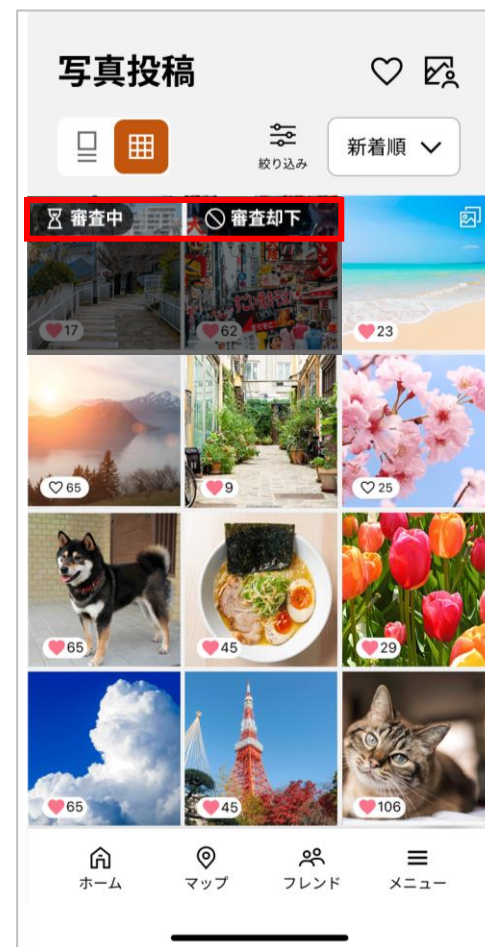 写真投稿
絞り込み
新着順
審査中
審査却下
17
62
23
65
9
25
65
45
29
65
45
106
ホーム
マップ
フレンド
メニュー